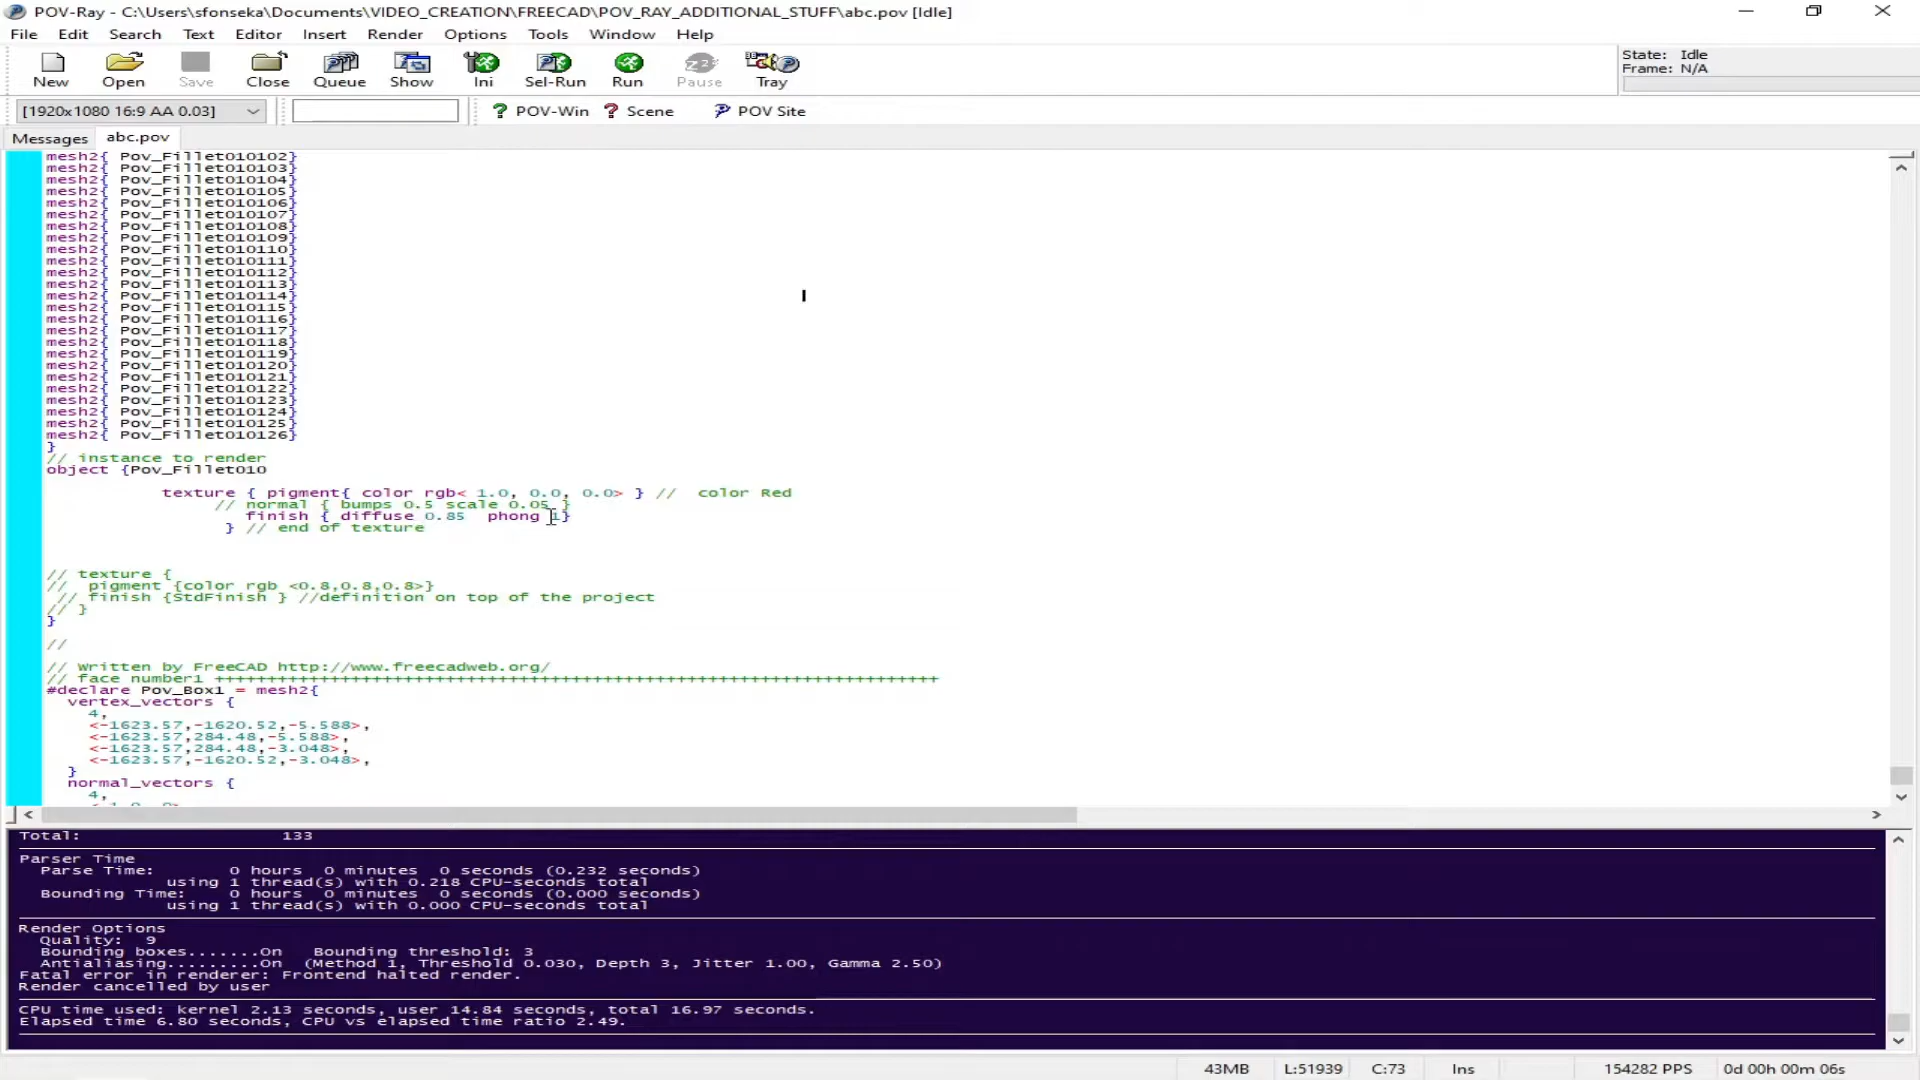 POV-Ray - C:\Users\sfonseka\Documents\VIDEO_CREATION\FREECAD\POV_RAY_ADDITIONAL_STUFF\abc.pov [Idle]
File Edit Search Text Editor Insert Render Options Tools Window Help
New Open Save Close Queue Show Ini Sel-Run Run Pause Tray
State: Idle
Frame: N/A
[1920x1080 16:9 AA 0.03] POV-Win Scene POV Site
Messages abc.pov
mesh2{ Pov_Fillet010102}
mesh2{ Pov_Fillet010103}
mesh2{ Pov_Fillet010104}
mesh2{ Pov_Fillet010105}
mesh2{ Pov_Fillet010106}
mesh2{ Pov_Fillet010107}
mesh2{ Pov_Fillet010108}
mesh2{ Pov_Fillet010109}
mesh2{ Pov_Fillet010110}
mesh2{ Pov_Fillet010111}
mesh2{ Pov_Fillet010112}
mesh2{ Pov_Fillet010113}
mesh2{ Pov_Fillet010114}
mesh2{ Pov_Fillet010115}
mesh2{ Pov_Fillet010116}
mesh2{ Pov_Fillet010117}
mesh2{ Pov_Fillet010118}
mesh2{ Pov_Fillet010119}
mesh2{ Pov_Fillet010120}
mesh2{ Pov_Fillet010121}
mesh2{ Pov_Fillet010122}
mesh2{ Pov_Fillet010123}
mesh2{ Pov_Fillet010124}
mesh2{ Pov_Fillet010125}
mesh2{ Pov_Fillet010126}
}
// instance to render
object {Pov_Fillet010
texture { pigment{ color rgb< 1.0, 0.0, 0.0> } // color Red
// normal { bumps 0.5 scale 0.05 }
finish { diffuse 0.85 phong 1}
} // end of texture
// texture {
// pigment {color rgb <0.8,0.8,0.8>}
// finish {StdFinish } //definition on top of the project
// }
}
//
// Written by FreeCAD http://www.freecadweb.org/
// face number1 +++++++++++++++++++++++++++++++++++++++++++++++++++++++++++++++++++++
#declare Pov_Box1 = mesh2{
vertex_vectors {
4,
<-1623.57,-1620.52,-5.588>,
<-1623.57,284.48,-5.588>,
<-1623.57,284.48,-3.048>,
<-1623.57,-1620.52,-3.048>,
}
normal_vectors {
4,
Total: 133
Parser Time
Parse Time: 0 hours 0 minutes 0 seconds (0.232 seconds)
using 1 thread(s) with 0.218 CPU-seconds total
Bounding Time: 0 hours 0 minutes 0 seconds (0.000 seconds)
using 1 thread(s) with 0.000 CPU-seconds total
Render Options
Quality: 9
Bounding boxes.......On Bounding threshold: 3
Antialiasing.........On (Method 1, Threshold 0.030, Depth 3, Jitter 1.00, Gamma 2.50)
Fatal error in renderer: Frontend halted render.
Render cancelled by user
CPU time used: kernel 2.13 seconds, user 14.84 seconds, total 16.97 seconds.
Elapsed time 6.80 seconds, CPU vs elapsed time ratio 2.49.
43MB L:51939 C:73 Ins 154282 PPS 0d 00h 00m 06s